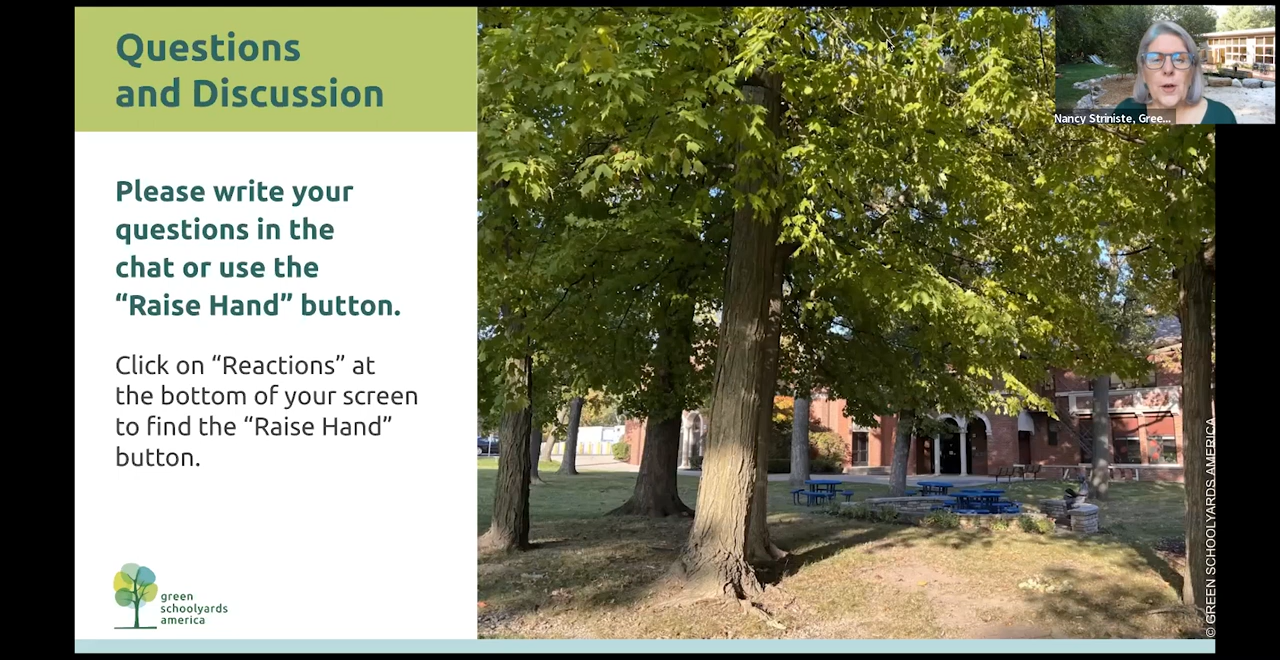 Questions
and Discussion
Please write your
questions in the
chat or use the
“Raise Hand” button.
Click on “Reactions” at
the bottom of your screen
to find the “Raise Hand”
button.
green
schoolyards
america
Nancy Striniste, Gree...
© GREEN SCHOOLYARDS AMERICA